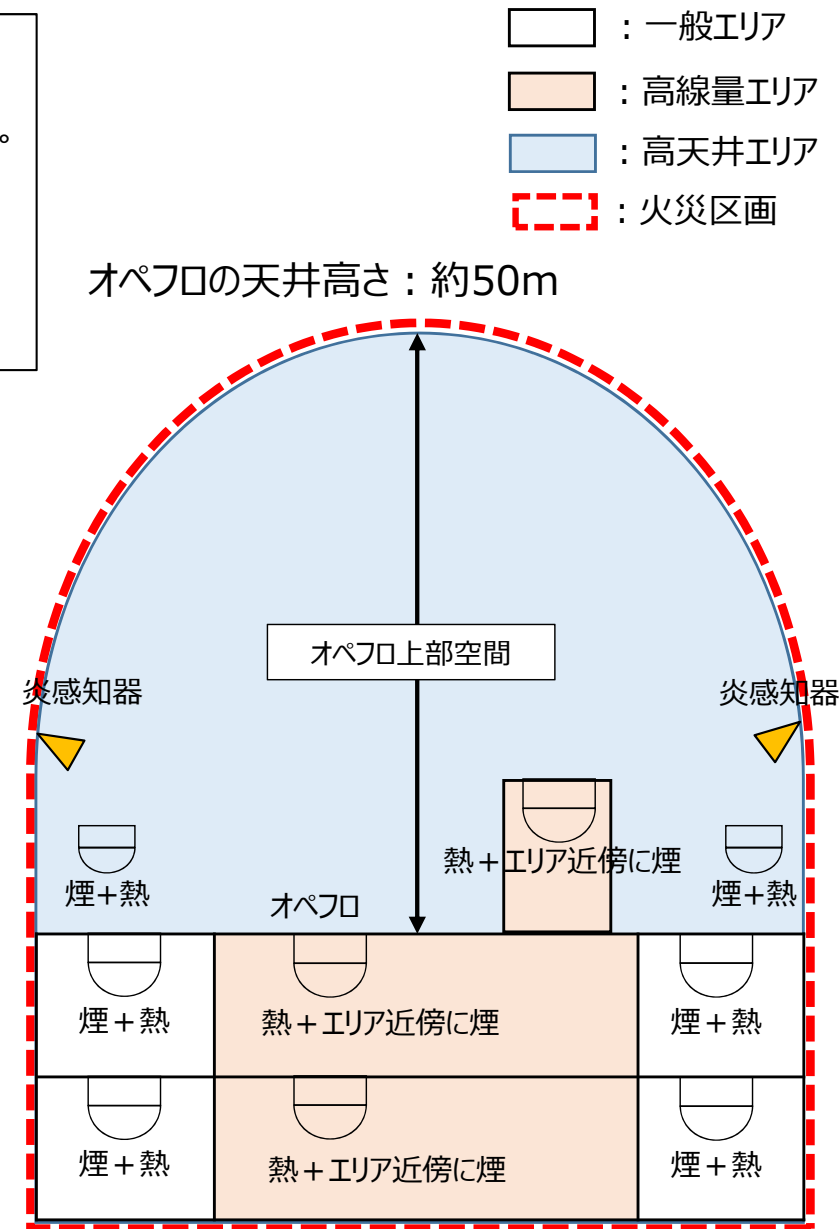 。
：一般エリア
：高線量エリア
：高天井エリア
：火災区画
オペフロの天井高さ：約50m
オペフロ上部空間
炎感知器
炎感知器
熱＋エリア近傍に煙
煙+熱
煙+熱
オペフロ
煙＋熱
熱＋エリア近傍に煙
煙＋熱
煙＋熱
熱＋エリア近傍に煙
煙＋熱